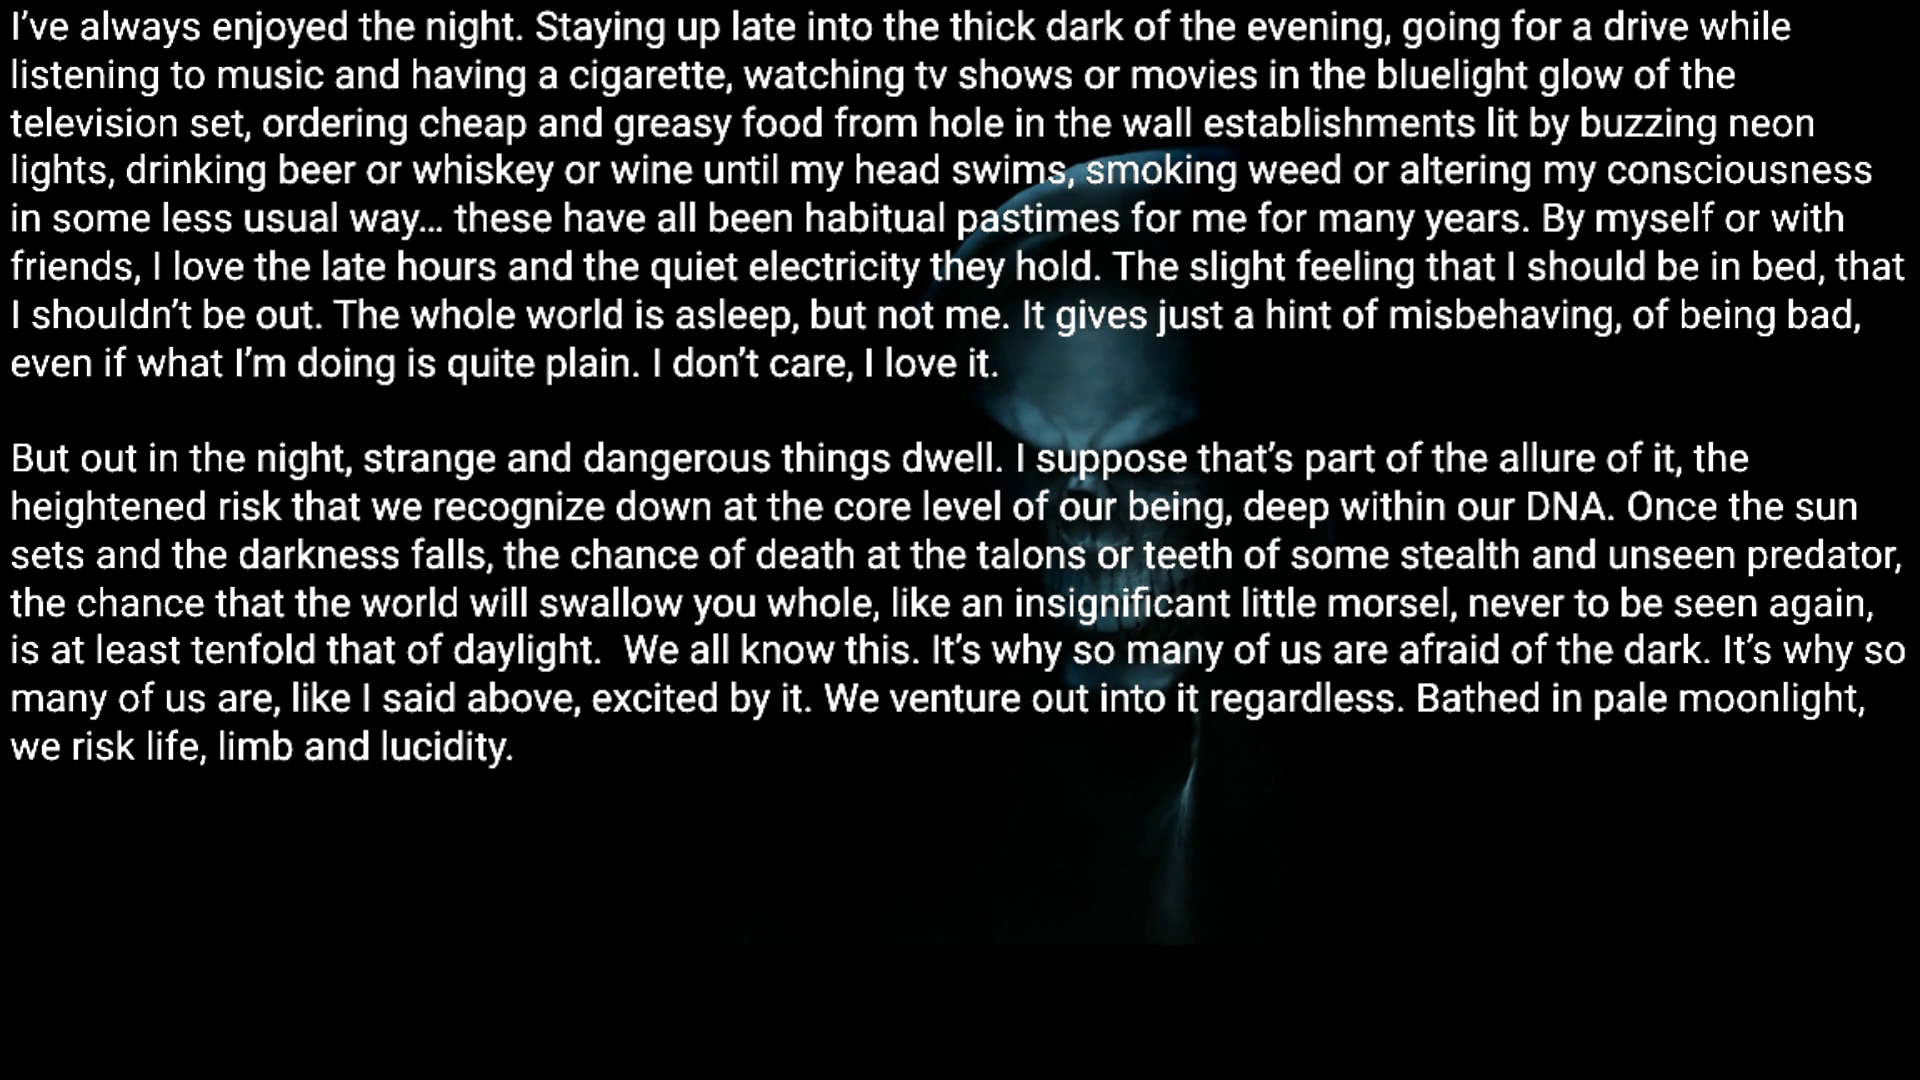 I’ve always enjoyed the night. Staying up late into the thick dark of the evening, going for a drive while
listening to music and having a cigarette, watching tv shows or movies in the bluelight glow of the
television set, ordering cheap and greasy food from hole in the wall establishments lit by buzzing neon
lights, drinking beer or whiskey or wine until my head swims, smoking weed or altering my consciousness
in some less usual way… these have all been habitual pastimes for me for many years. By myself or with
friends, I love the late hours and the quiet electricity they hold. The slight feeling that I should be in bed, that
I shouldn’t be out. The whole world is asleep, but not me. It gives just a hint of misbehaving, of being bad,
even if what I’m doing is quite plain. I don’t care, I love it.

But out in the night, strange and dangerous things dwell. I suppose that’s part of the allure of it, the
heightened risk that we recognize down at the core level of our being, deep within our DNA. Once the sun
sets and the darkness falls, the chance of death at the talons or teeth of some stealth and unseen predator,
the chance that the world will swallow you whole, like an insignificant little morsel, never to be seen again,
is at least tenfold that of daylight.  We all know this. It’s why so many of us are afraid of the dark. It’s why so
many of us are, like I said above, excited by it. We venture out into it regardless. Bathed in pale moonlight,
we risk life, limb and lucidity.